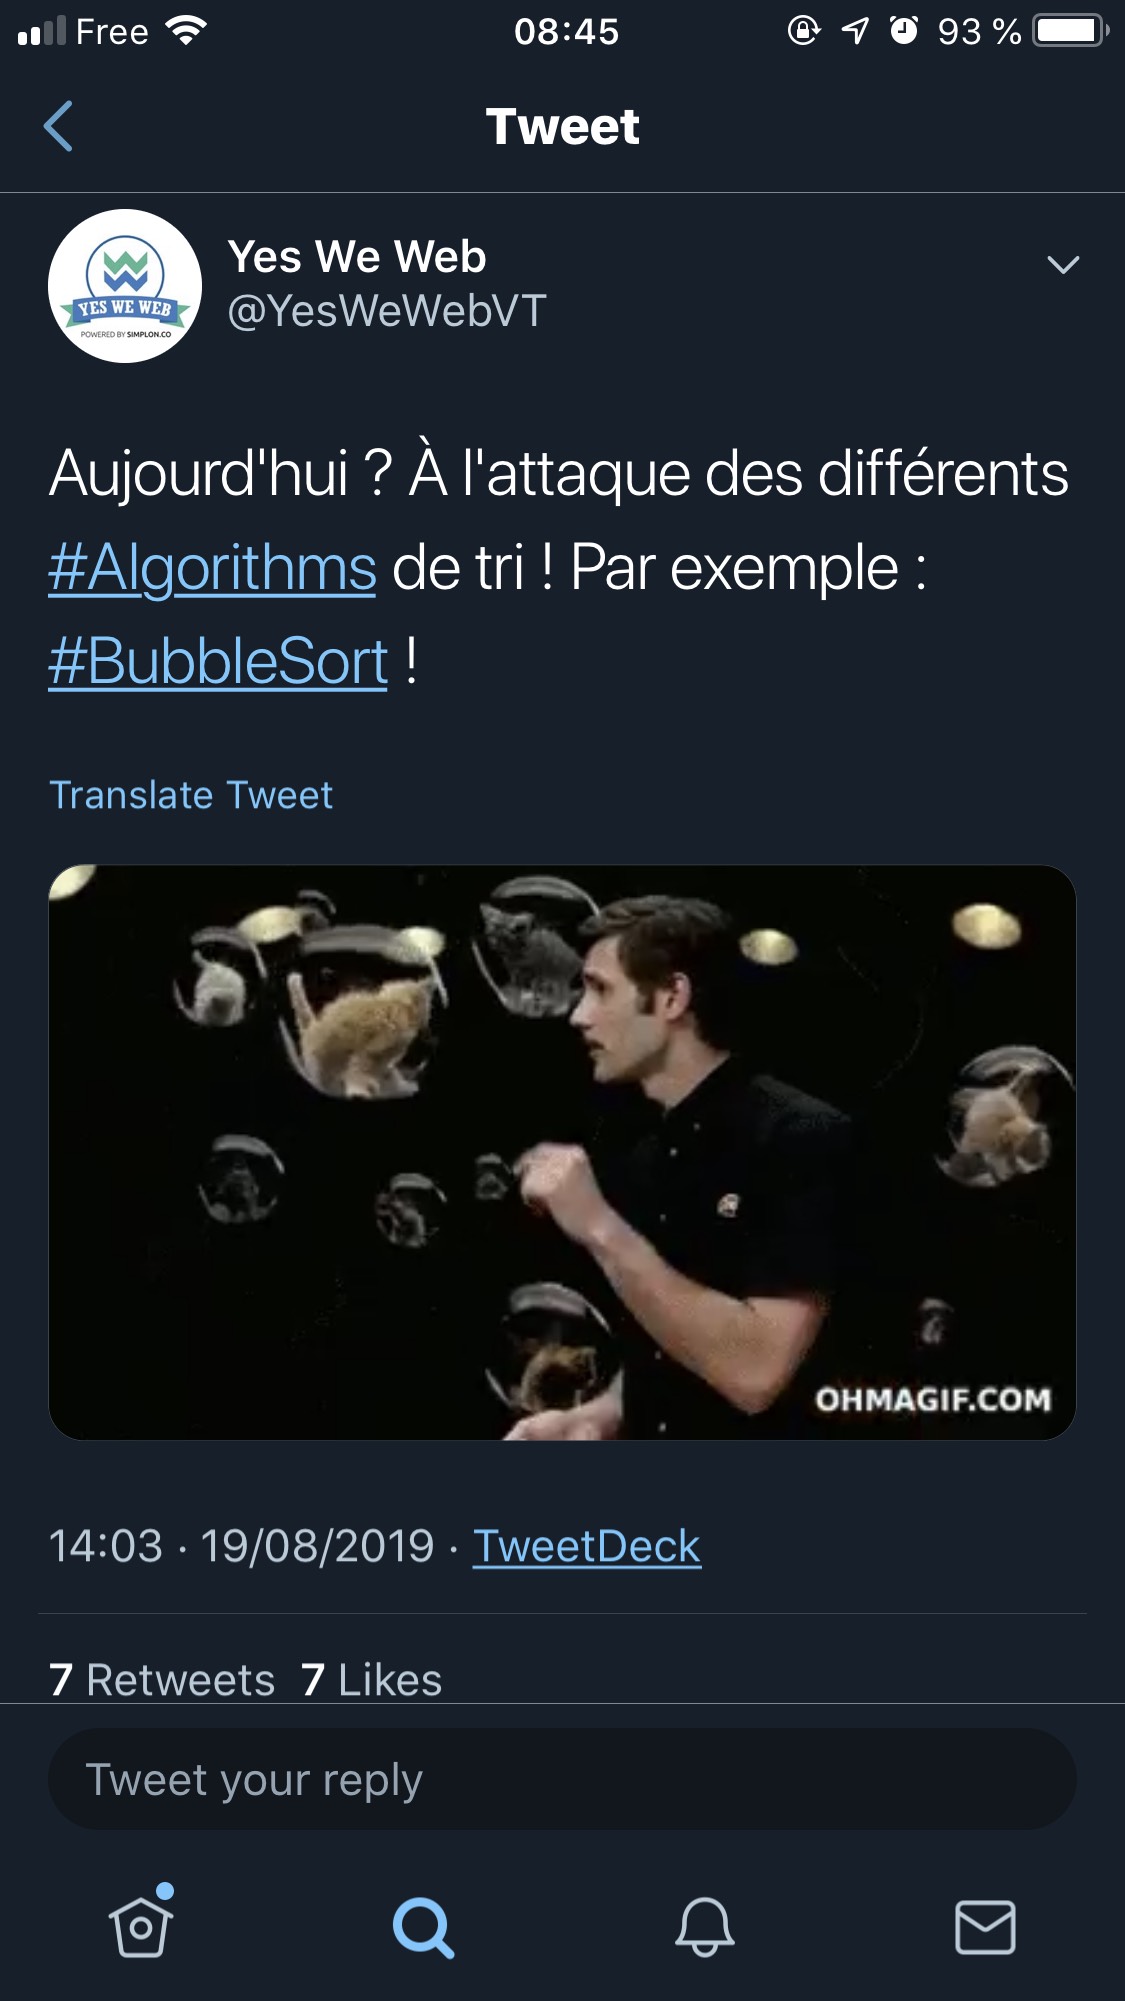 Free 08:45 93 %
Tweet
Yes We Web
@YesWeWebVT
YES WE WEB
POWERED BY SIMPLON.CO
Aujourd'hui ? À l'attaque des différents
#Algorithms de tri ! Par exemple :
#BubbleSort !
Translate Tweet
OHMAGIF.COM
14:03 · 19/08/2019 · TweetDeck
7 Retweets 7 Likes
Tweet your reply